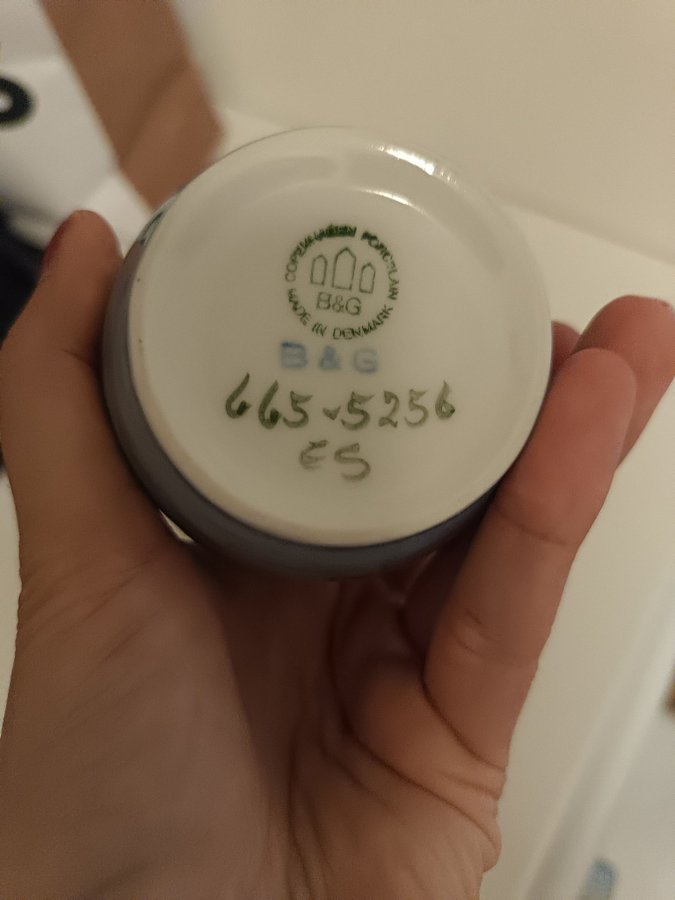 COPENHAGEN PORCELAIN
B&G
MADE IN DENMARK
B & G
665-5256
ES